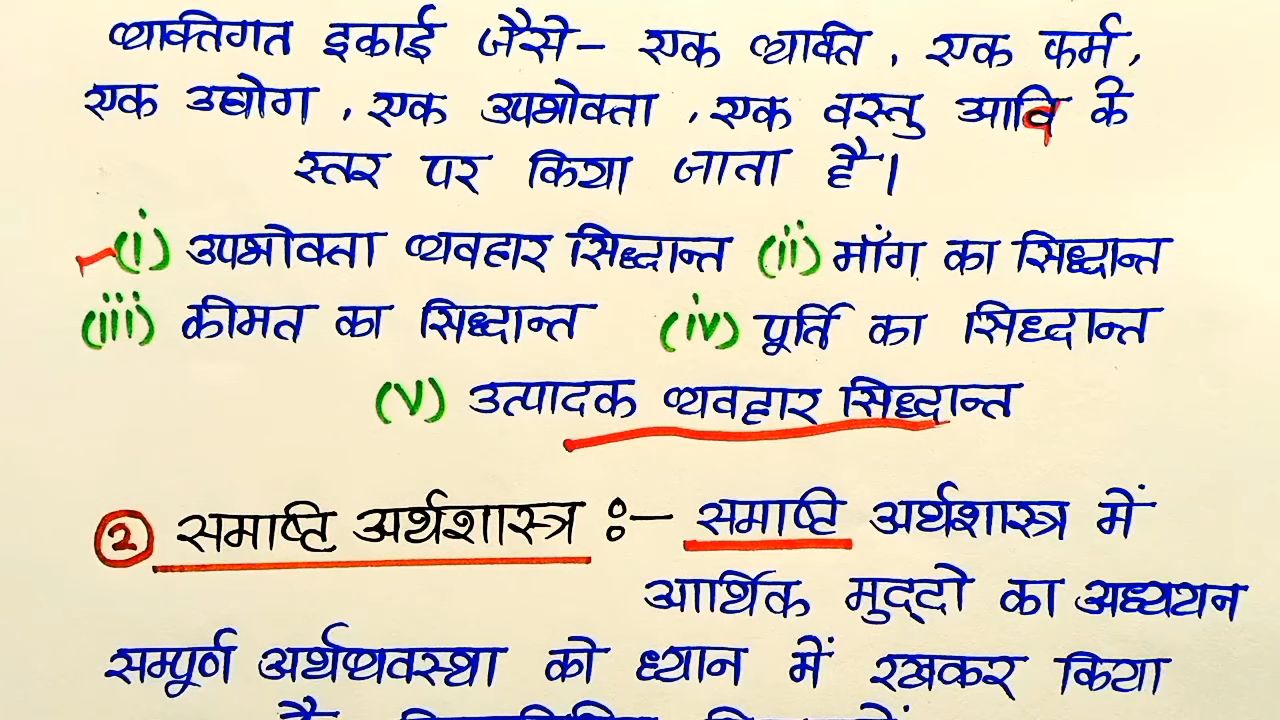 व्यक्तिगत इकाई जैसे- एक व्यक्ति, एक फर्म,
एक उद्योग, एक उपभोक्ता, एक वस्तु आदि के
स्तर पर किया जाता है।
(i) उपभोक्ता व्यवहार सिद्धान्त (ii) माँग का सिद्धान्त
(iii) कीमत का सिद्धान्त (iv) पूर्ति का सिद्धान्त
(V) उत्पादक व्यवहार सिद्धान्त
2 समाष्टि अर्थशास्त्र :- समाष्टि अर्थशास्त्र में
आर्थिक मुद्दो का अध्ययन
सम्पूर्ण अर्थव्यवस्था को ध्यान में रखकर किया